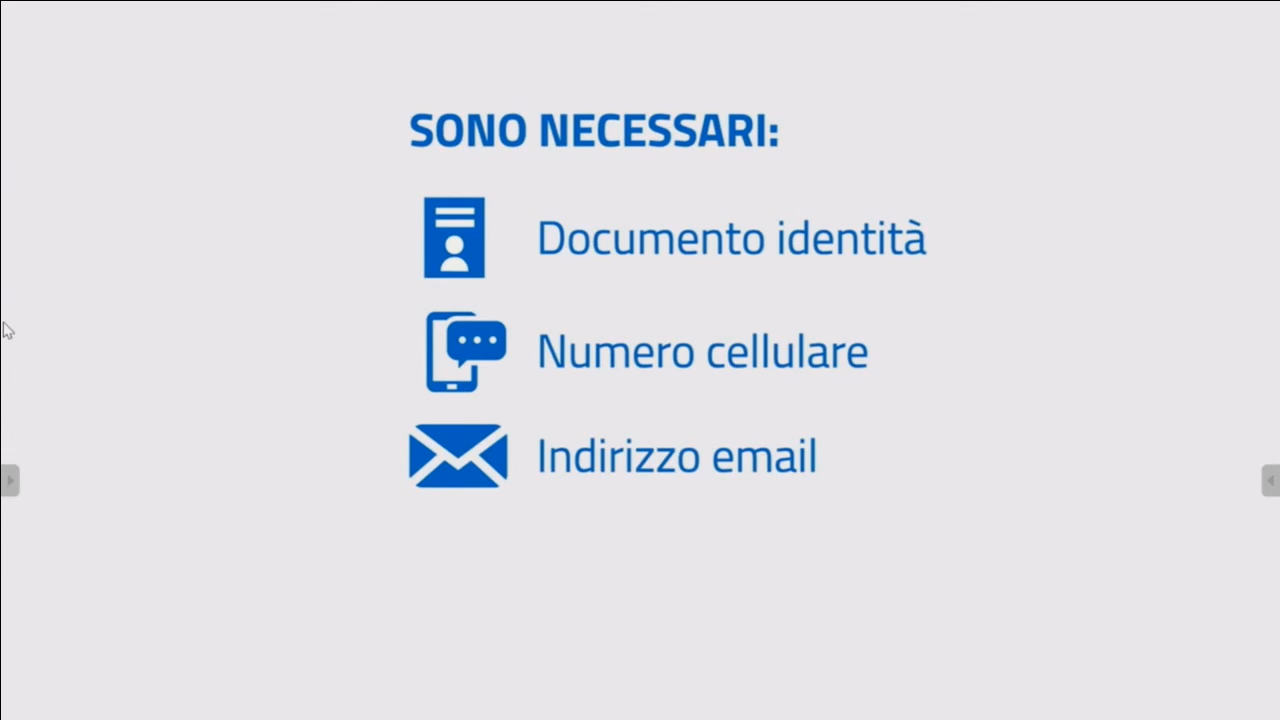 SONO NECESSARI:
Documento identità
Numero cellulare
Indirizzo email